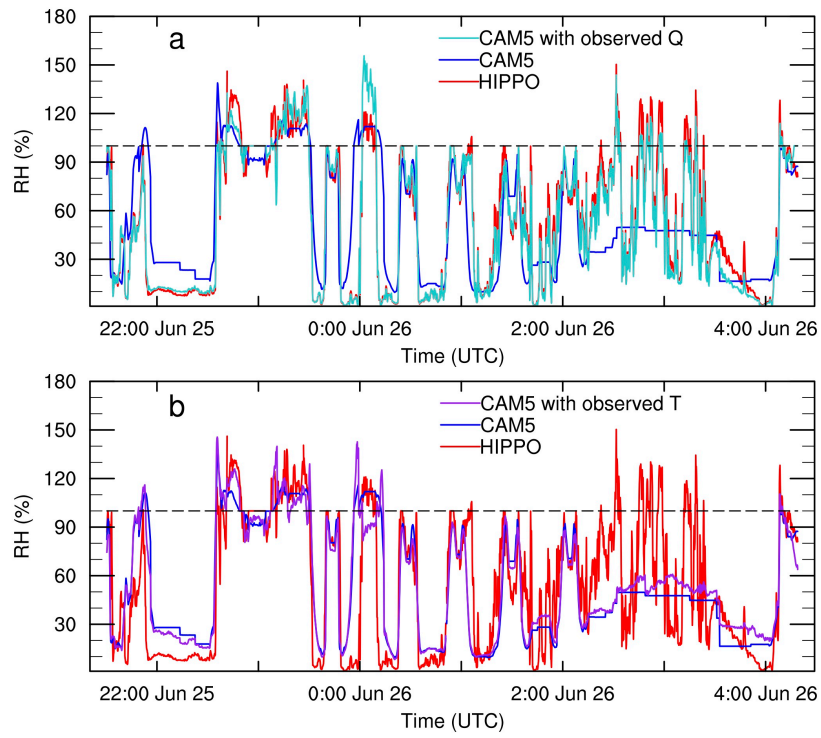 a
CAM5 with observed Q
CAM5
HIPPO
180
150
120
90
60
30
RH (%)
22:00 Jun 25
0:00 Jun 26
2:00 Jun 26
4:00 Jun 26
Time (UTC)
b
CAM5 with observed T
CAM5
HIPPO
180
150
120
90
60
30
RH (%)
22:00 Jun 25
0:00 Jun 26
2:00 Jun 26
4:00 Jun 26
Time (UTC)